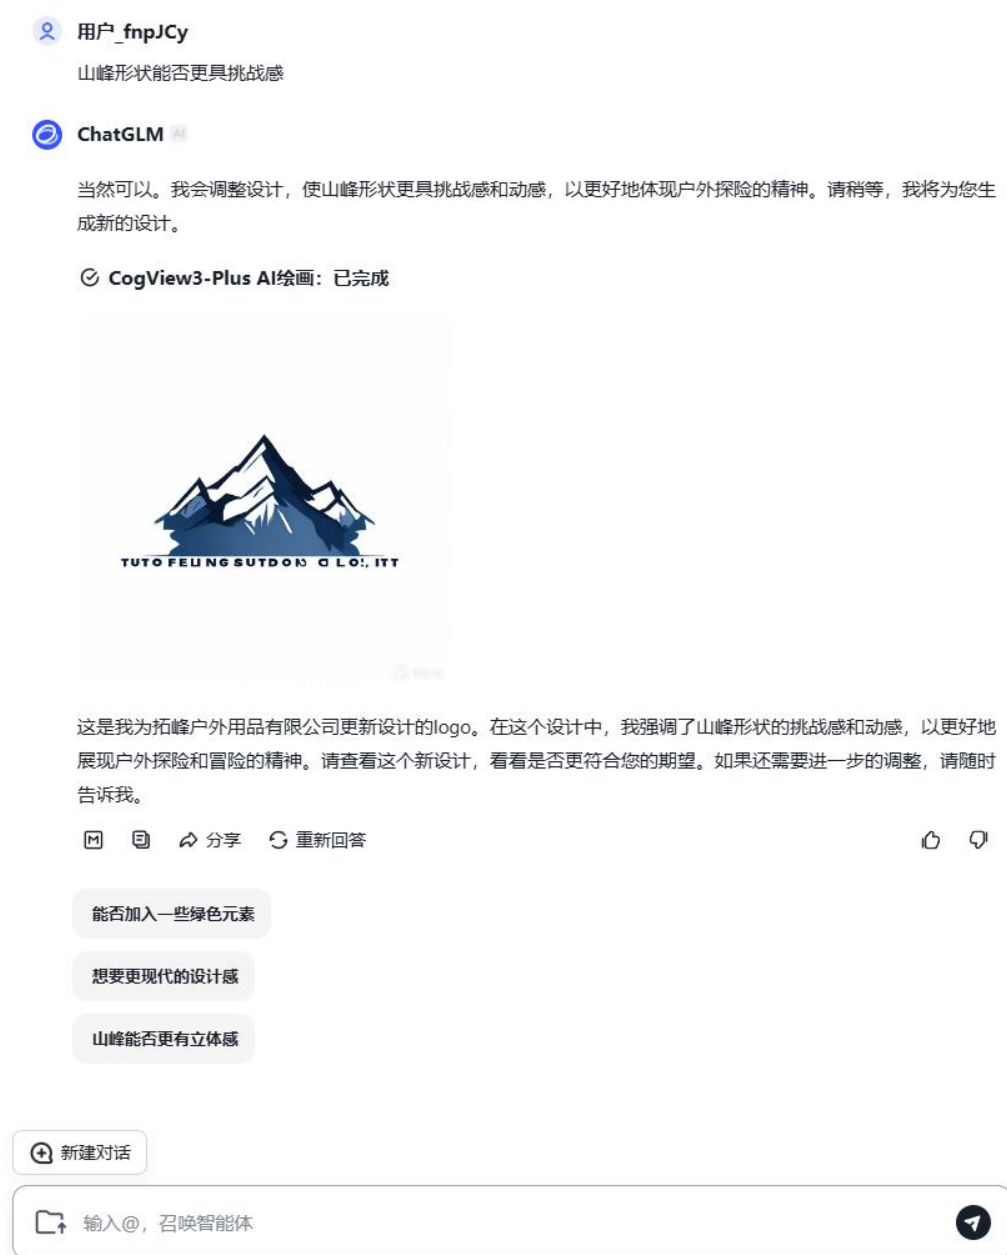 用户_fnpJCy
山峰形状能否更具挑战感
ChatGLM AI
当然可以。我会调整设计，使山峰形状更具挑战感和动感，以更好地体现户外探险的精神。请稍等，我将为您生
成新的设计。
CogView3-Plus AI绘画：已完成
TUTO FELING SUTDON CLO!, ITT
这是我为拓峰户外用品有限公司更新设计的logo。在这个设计中，我强调了山峰形状的挑战感和动感，以更好地
展现户外探险和冒险的精神。请查看这个新设计，看看是否更符合您的期望。如果还需要进一步的调整，请随时
告诉我。
分享 重新回答
能否加入一些绿色元素
想要更现代的设计感
山峰能否更有立体感
新建对话
输入@，召唤智能体